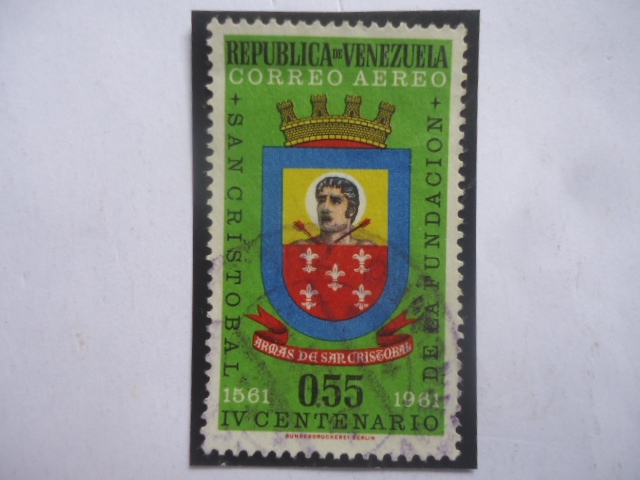 REPUBLICA DE VENEZUELA
CORREO AEREO
+ SAN CRISTOBAL
+ DE LA FUNDACION
ARMAS DE SAN CRISTOBAL
1561 0.55 1961
IV CENTENARIO
BUNDESDRUCKEREI BERLIN